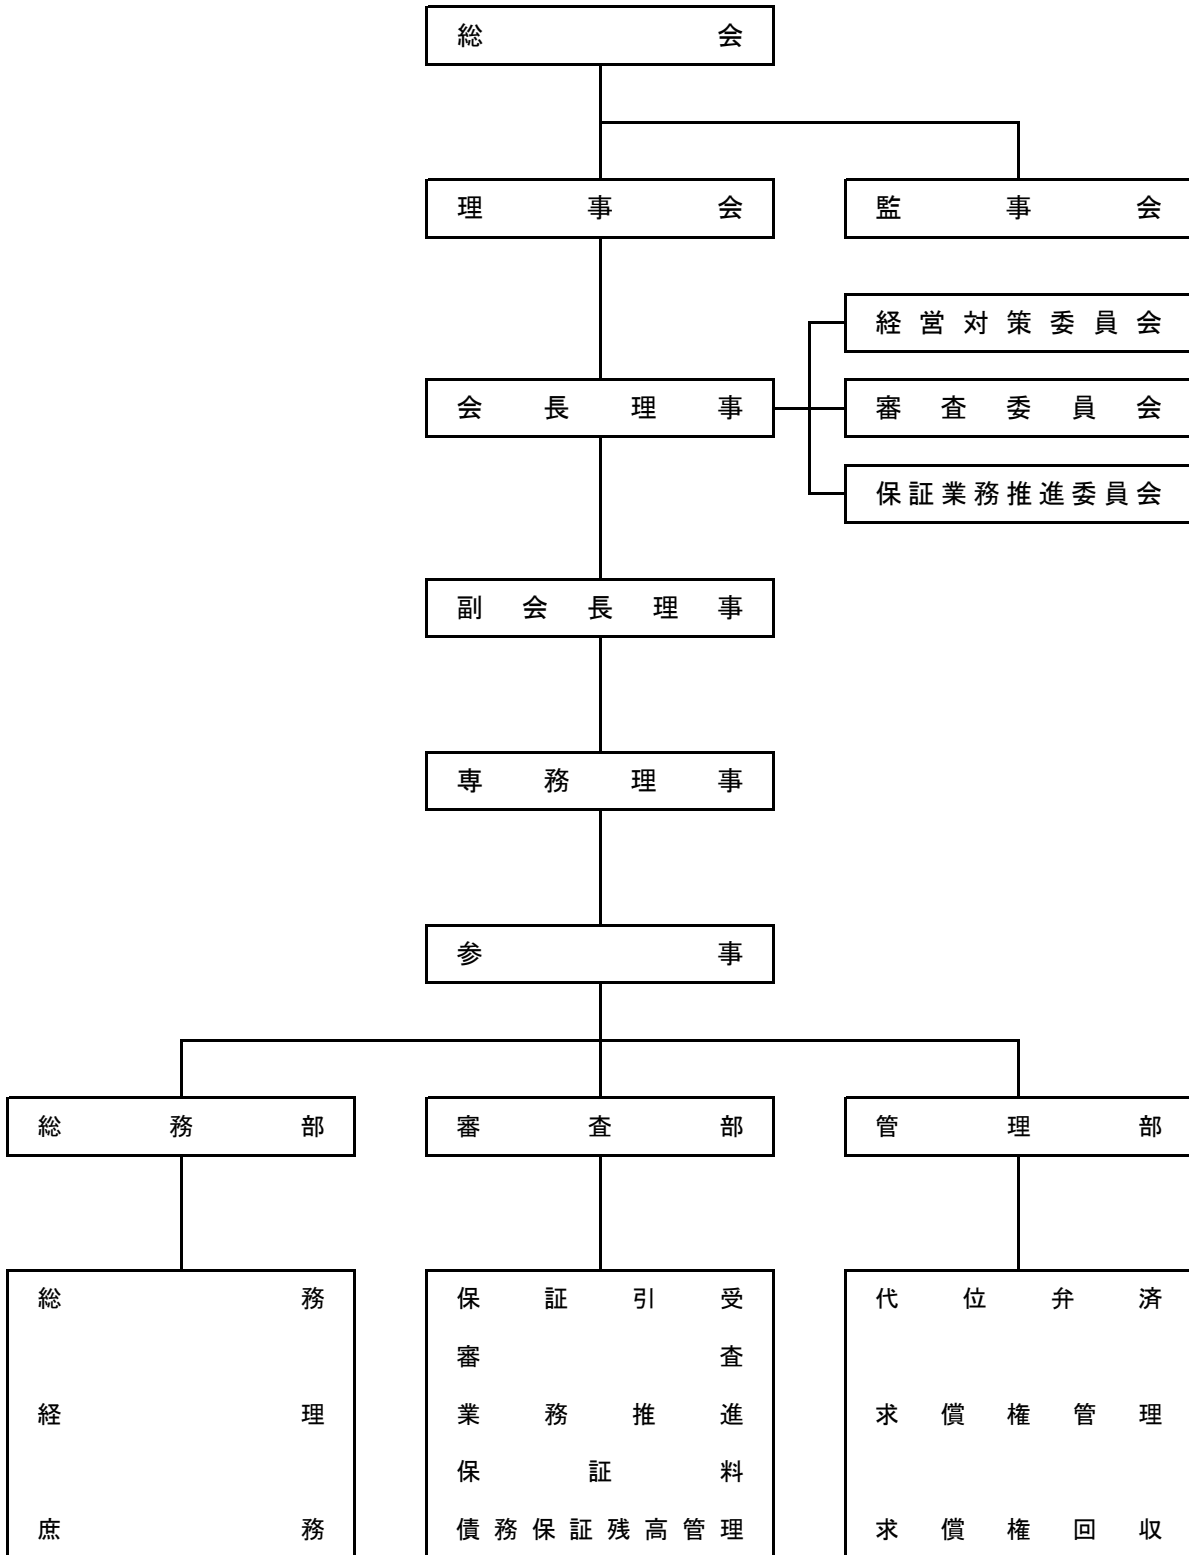 総会
理事会
監事会
経営対策委員会
会長理事
審査委員会
保証業務推進委員会
副会長理事
専務理事
参事
総務部
審査部
管理部
総務
経理
庶務
保証引受
審査
業務推進
保証料
債務保証残高管理
代位弁済
求償権管理
求償権回収